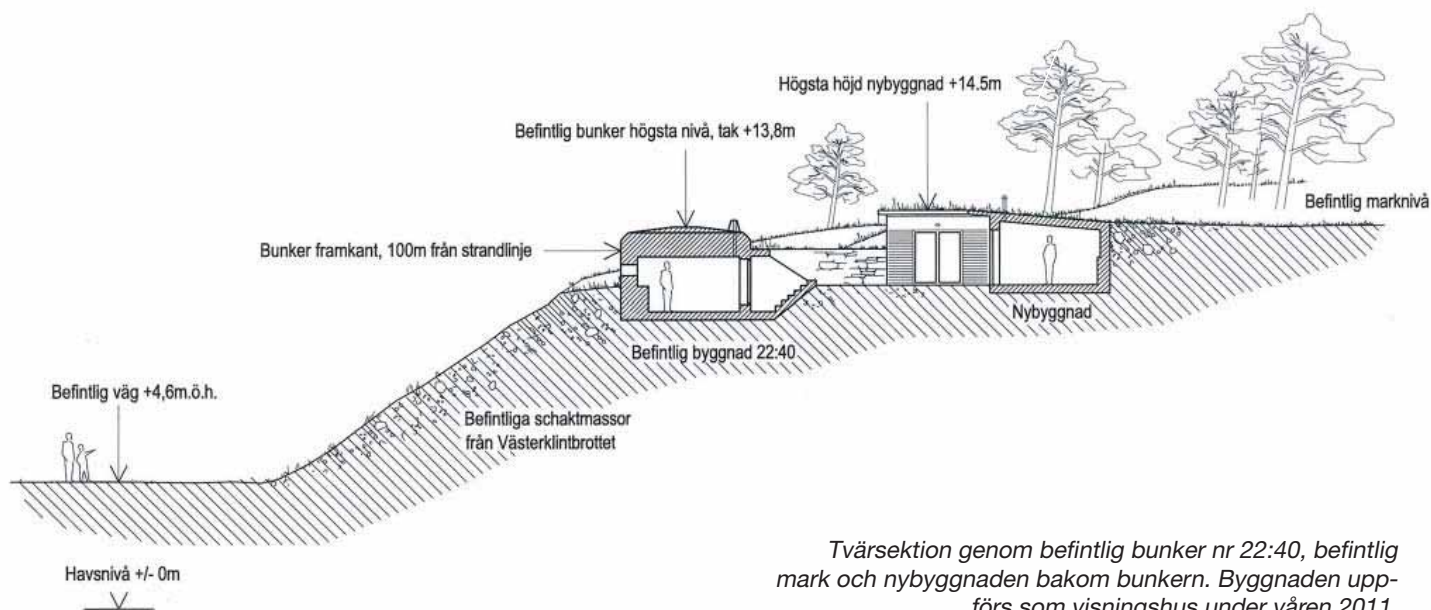 Högsta höjd nybyggnad +14.5m
Befintlig bunker högsta nivå, tak +13,8m
Befintlig marknivå
Bunker framkant, 100m från strandlinje
Nybyggnad
Befintlig byggnad 22:40
Befintlig väg +4,6m.ö.h.
Befintliga schaktmassor
från Västerklintbrottet
Tvärsektion genom befintlig bunker nr 22:40, befintlig
mark och nybyggnaden bakom bunkern. Byggnaden upp-
förs som visningshus under våren 2011.
Havsnivå +/- 0m